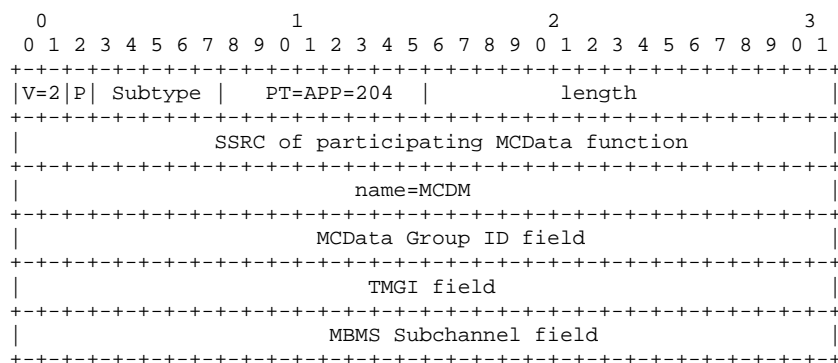 0                   1                   2                   3
0 1 2 3 4 5 6 7 8 9 0 1 2 3 4 5 6 7 8 9 0 1 2 3 4 5 6 7 8 9 0 1
+-+-+-+-+-+-+-+-+-+-+-+-+-+-+-+-+-+-+-+-+-+-+-+-+-+-+-+-+-+-+-+-+
|V=2|P| Subtype |   PT=APP=204  |             length            |
+-+-+-+-+-+-+-+-+-+-+-+-+-+-+-+-+-+-+-+-+-+-+-+-+-+-+-+-+-+-+-+-+
|              SSRC of participating MCData function            |
+-+-+-+-+-+-+-+-+-+-+-+-+-+-+-+-+-+-+-+-+-+-+-+-+-+-+-+-+-+-+-+-+
|                          name=MCDM                            |
+-+-+-+-+-+-+-+-+-+-+-+-+-+-+-+-+-+-+-+-+-+-+-+-+-+-+-+-+-+-+-+-+
|                       MCData Group ID field                   |
+-+-+-+-+-+-+-+-+-+-+-+-+-+-+-+-+-+-+-+-+-+-+-+-+-+-+-+-+-+-+-+-+
|                           TMGI field                          |
+-+-+-+-+-+-+-+-+-+-+-+-+-+-+-+-+-+-+-+-+-+-+-+-+-+-+-+-+-+-+-+-+
|                        MBMS Subchannel field                  |
+-+-+-+-+-+-+-+-+-+-+-+-+-+-+-+-+-+-+-+-+-+-+-+-+-+-+-+-+-+-+-+-+